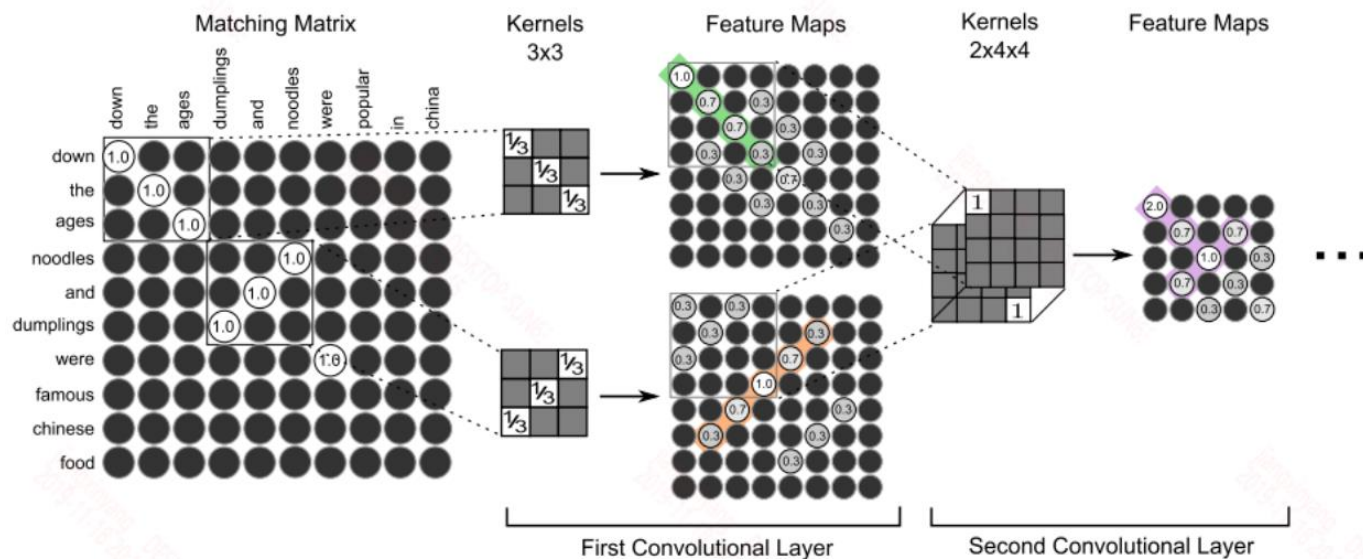 Matching Matrix
down
the
ages
dumplings
and
noodles
were
popular
in
china
down
1.0
the
1.0
ages
1.0
noodles
1.0
and
1.0
dumplings
1.0
were
1.0
famous
chinese
food
Kernels
3x3
1/3
1/3
1/3
1/3
1/3
1/3
Feature Maps
1.0
0.7 0.3
0.7 0.3
0.3 0.3 0.3
0.3 0.7
0.3 0.3
0.3
0.3 0.3
0.3 0.3
0.3 0.7
1.0
0.7 0.3
0.3 0.3
0.3
First Convolutional Layer
Kernels
2x4x4
1
1
Feature Maps
2.0
0.7 0.7
1.0 0.3
0.7
0.3 0.7
...
Second Convolutional Layer